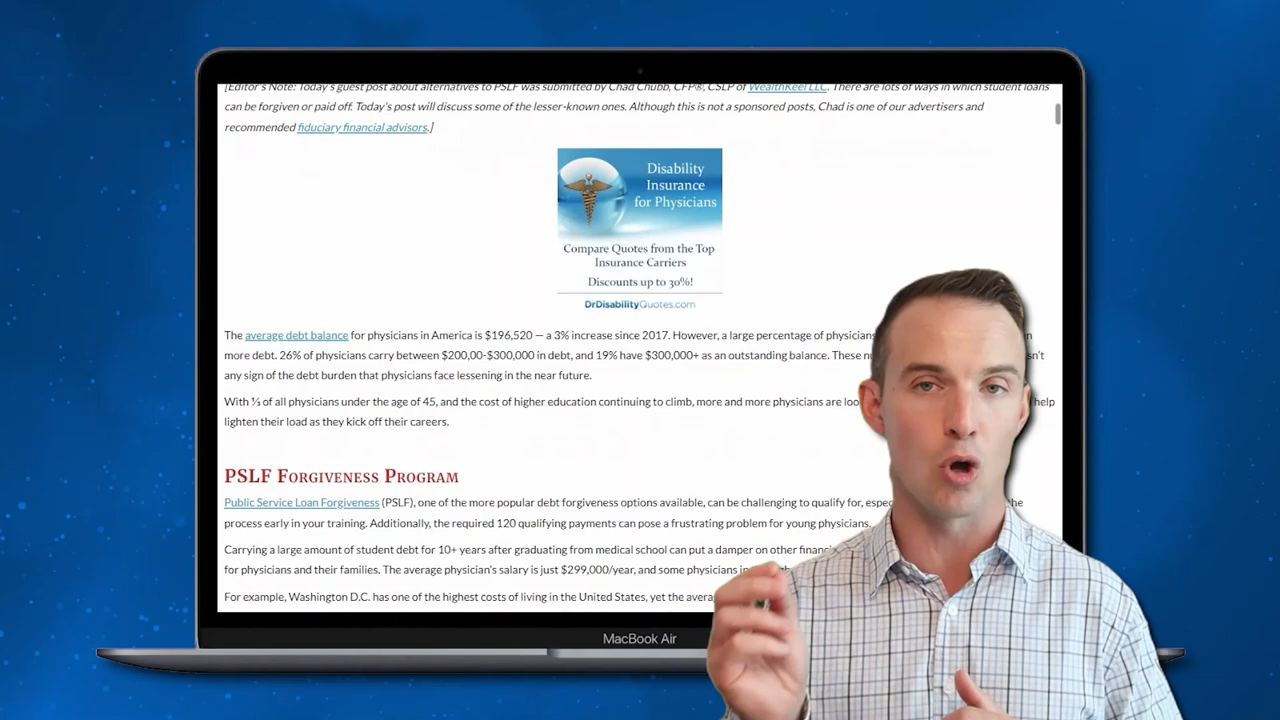 [Editor's Note: Today's guest post about alternatives to PSLF was submitted by Chad Chubb, CFP®, CSLP of WealthKeel LLC. There are lots of ways in which student loans
can be forgiven or paid off. Today's post will discuss some of the lesser-known ones. Although this is not a sponsored posts, Chad is one of our advertisers and
recommended fiduciary financial advisors.]
Disability
Insurance
for Physicians
Compare Quotes from the Top
Insurance Carriers
Discounts up to 30%!
DrDisabilityQuotes.com
The average debt balance for physicians in America is $196,520 — a 3% increase since 2017. However, a large percentage of physicians
more debt. 26% of physicians carry between $200,00-$300,000 in debt, and 19% have $300,000+ as an outstanding balance. These
any sign of the debt burden that physicians face lessening in the near future.
With ⅓ of all physicians under the age of 45, and the cost of higher education continuing to climb, more and more physicians are help
lighten their load as they kick off their careers.
PSLF Forgiveness Program
Public Service Loan Forgiveness (PSLF), one of the more popular debt forgiveness options available, can be challenging to qualify for, the
process early in your training. Additionally, the required 120 qualifying payments can pose a frustrating problem for young physicians.
Carrying a large amount of student debt for 10+ years after graduating from medical school can put a damper on other
for physicians and their families. The average physician's salary is just $299,000/year, and some physicians
For example, Washington D.C. has one of the highest costs of living in the United States, yet the
MacBook Air